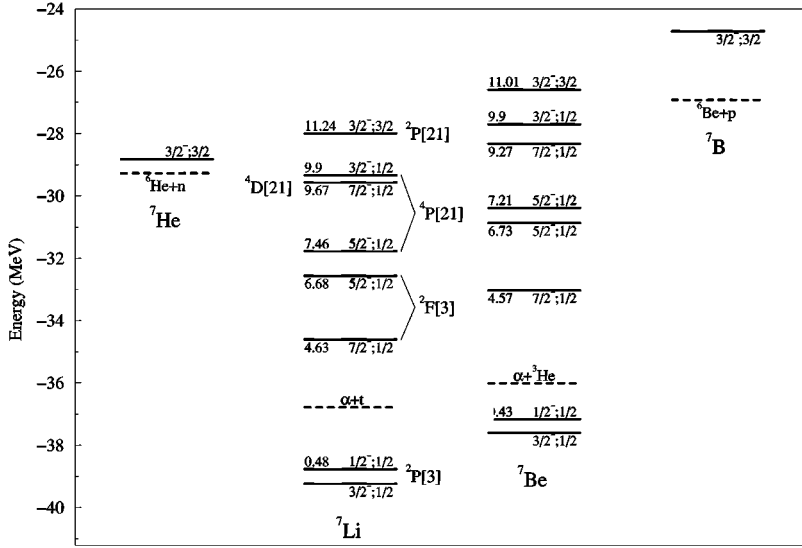 Energy (MeV)
−24
−26
−28
−30
−32
−34
−36
−38
−40
3/2⁻;3/2
⁶He+n
⁷He
11.24 3/2⁻;3/2
²P[21]
9.9 3/2⁻;1/2
⁴D[21]
9.67 7/2⁻;1/2
⁴P[21]
7.46 5/2⁻;1/2
6.68 5/2⁻;1/2
²F[3]
4.63 7/2⁻;1/2
α+t
0.48 1/2⁻;1/2
²P[3]
3/2⁻;1/2
⁷Li
11.01 3/2⁻;3/2
9.9 3/2⁻;1/2
9.27 7/2⁻;1/2
7.21 5/2⁻;1/2
6.73 5/2⁻;1/2
4.57 7/2⁻;1/2
α+³He
.43 1/2⁻;1/2
3/2⁻;1/2
⁷Be
3/2⁻;3/2
⁶Be+p
⁷B